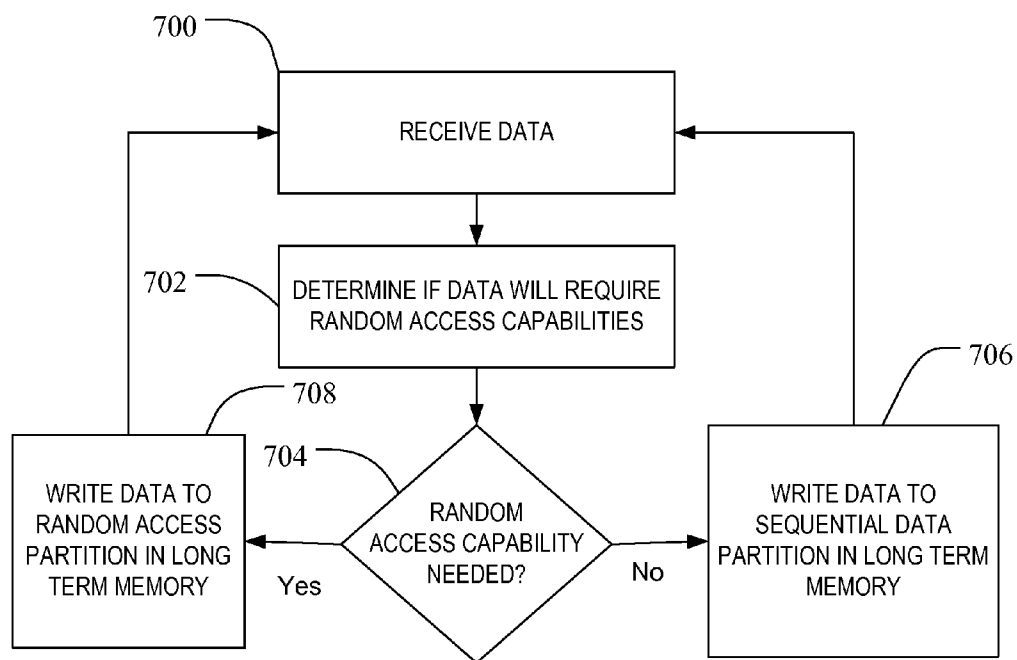 700
RECEIVE DATA
702
DETERMINE IF DATA WILL REQUIRE
RANDOM ACCESS CAPABILITIES
708
WRITE DATA TO
RANDOM ACCESS
PARTITION IN LONG
TERM MEMORY
704
RANDOM
ACCESS CAPABILITY
NEEDED?
Yes
No
706
WRITE DATA TO
SEQUENTIAL DATA
PARTITION IN LONG TERM
MEMORY